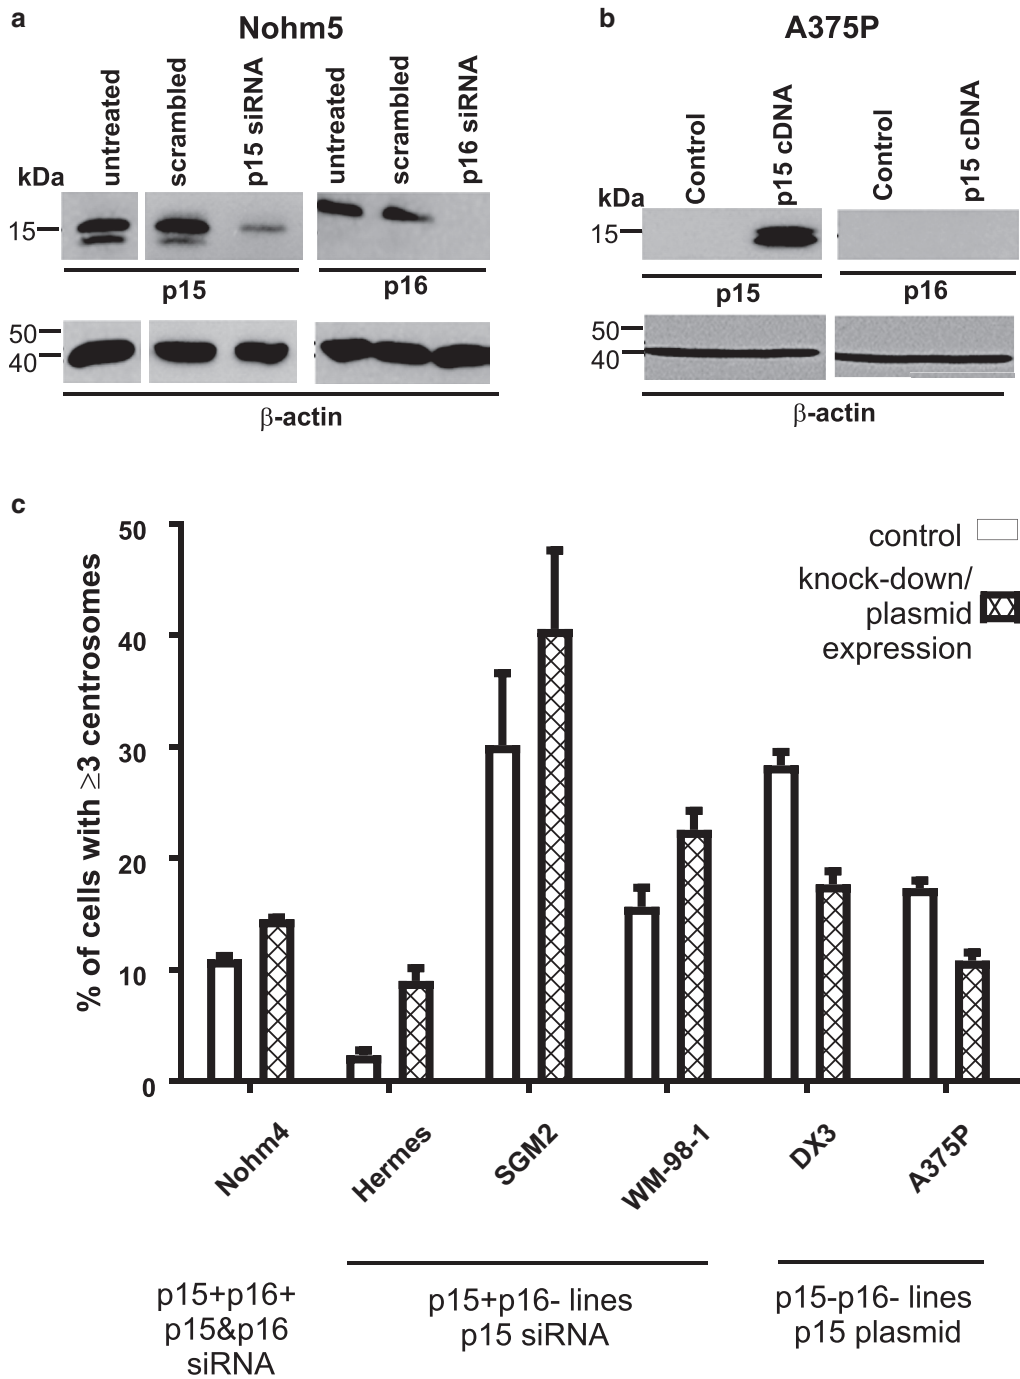 a
Nohm5
untreated
scrambled
p15 siRNA
untreated
scrambled
p16 siRNA
kDa
15
p15
p16
50
40
β-actin
b
A375P
Control
p15 cDNA
Control
p15 cDNA
kDa
15
p15
p16
50
40
β-actin
c
% of cells with ≥3 centrosomes
50
40
30
20
10
0
control
knock-down/
plasmid
expression
Nohm4
Hermes
SGM2
WM-98-1
DX3
A375P
p15+p16+
p15&p16
siRNA
p15+p16- lines
p15 siRNA
p15-p16- lines
p15 plasmid